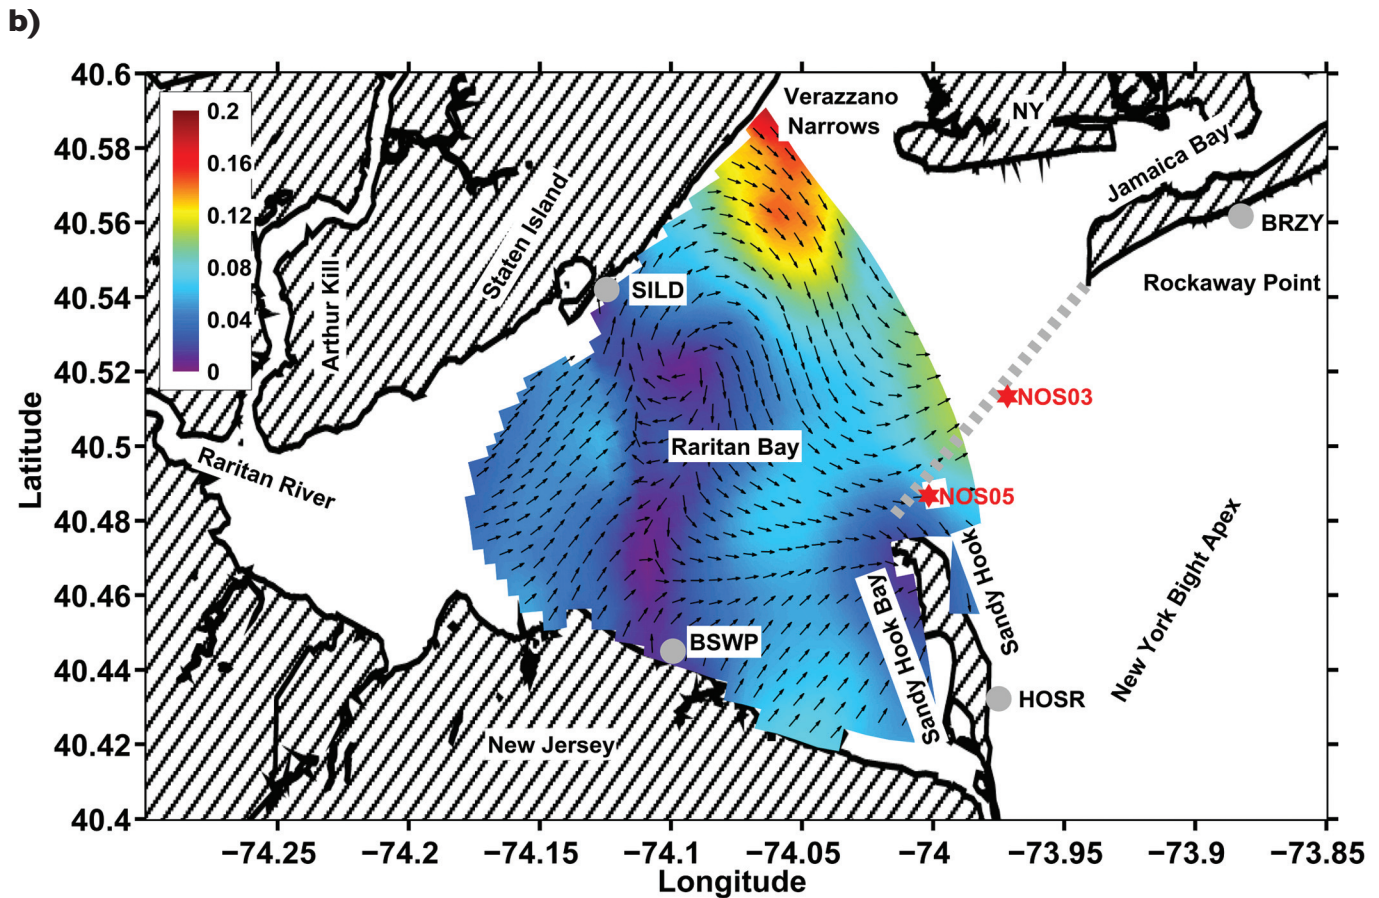 b)
40.6
40.58
40.56
40.54
40.52
40.5
40.48
40.46
40.44
40.42
40.4
Latitude
0.2
0.16
0.12
0.08
0.04
0
Verazzano
Narrows
NY
Jamaica Bay
BRZY
Rockaway Point
Staten Island
Arthur Kill
SILD
NOS03
Raritan Bay
Raritan River
NOS05
Sandy Hook
Sandy Hook Bay
New York Bight Apex
BSWP
HOSR
New Jersey
−74.25
−74.2
−74.15
−74.1
−74.05
−74
−73.95
−73.9
−73.85
Longitude